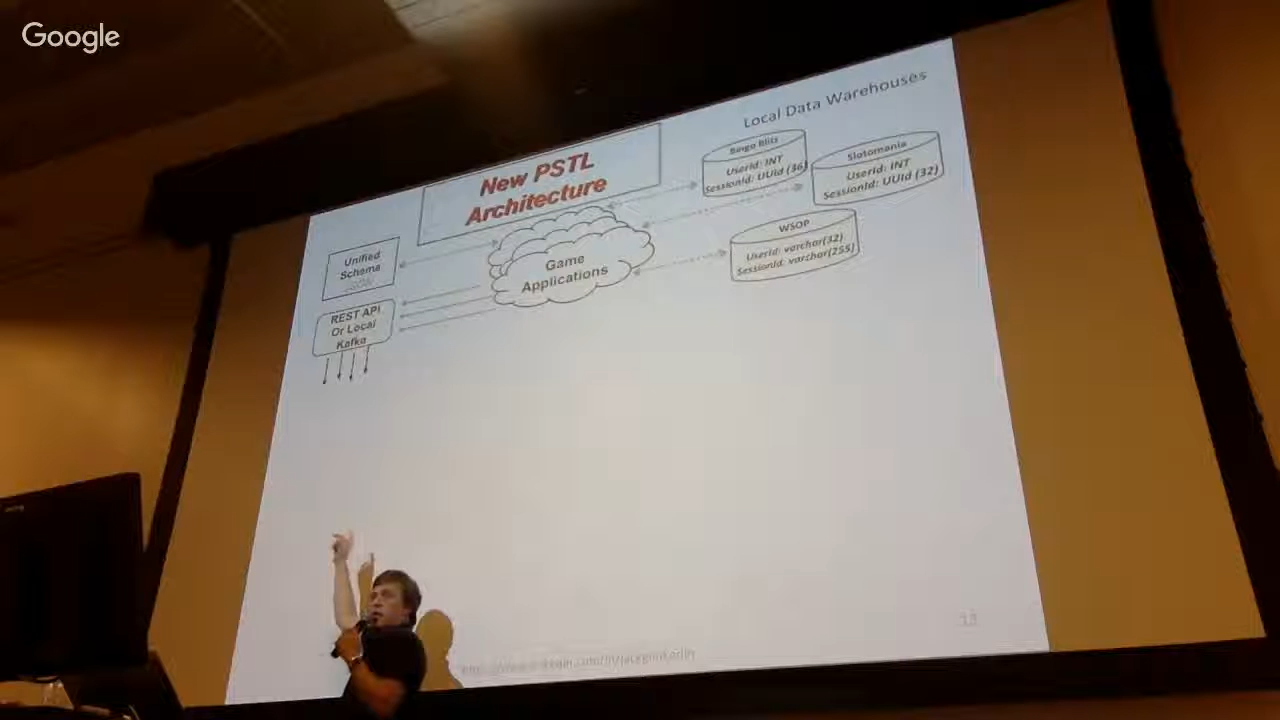 Google
Local Data Warehouses
New PSTL
Architecture
Bingo Blitz
UserId: INT
SessionId: UUId (36)
Slotomania
UserId: INT
SessionId: UUId (32)
WSOP
UserId: varchar(32)
SessionId: varchar(255)
Unified
Schema
Game
Applications
REST API
Or Local
Kafka
13